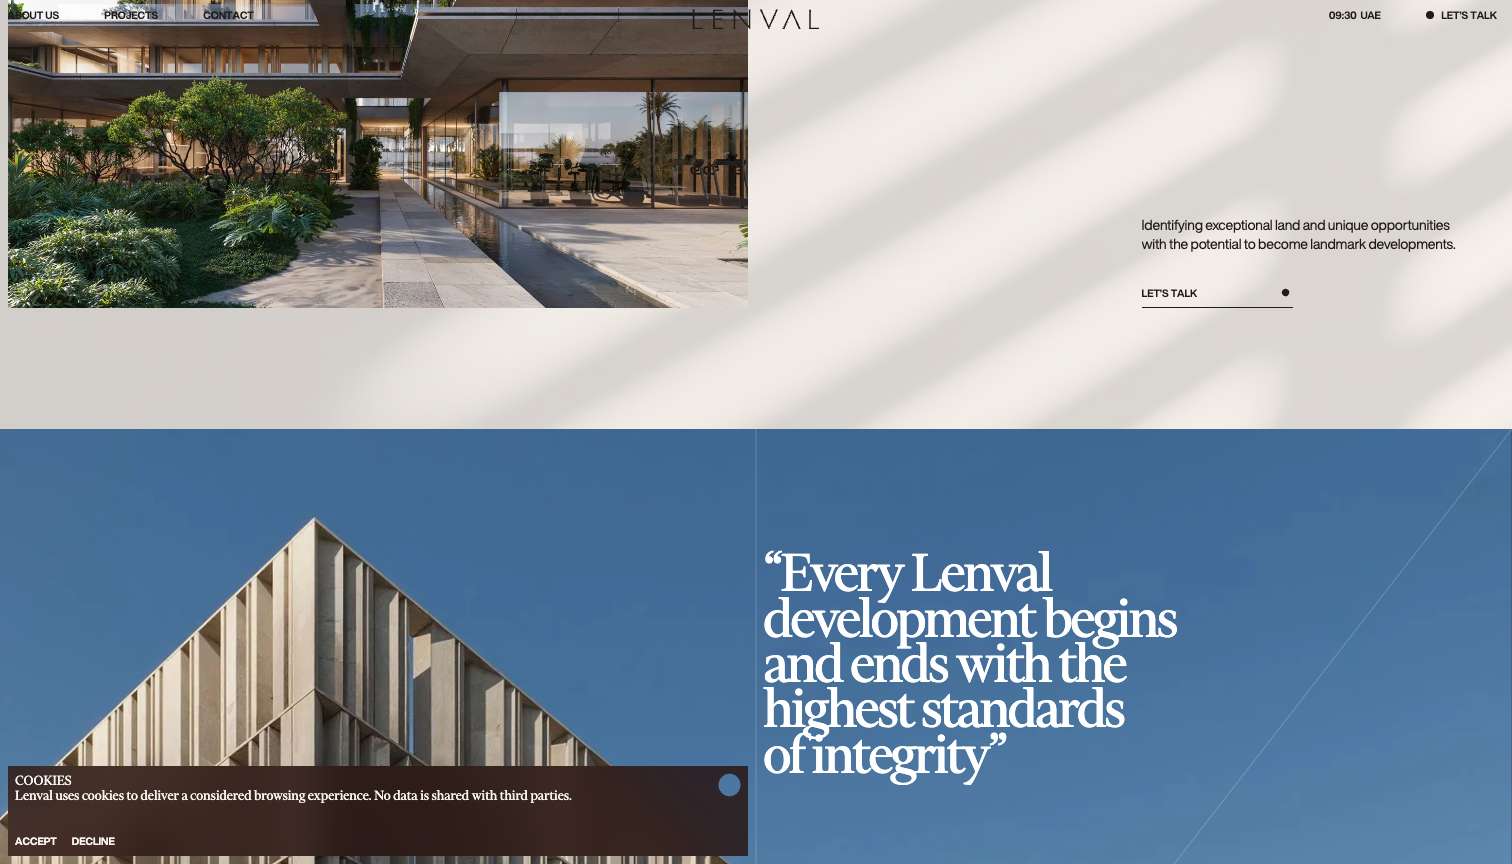 ABOUT US
PROJECTS
CONTACT
LENVAL
09:30 UAE
LET'S TALK
Identifying exceptional land and unique opportunities
with the potential to become landmark developments.
LET'S TALK
“Every Lenval
development begins
and ends with the
highest standards
of integrity”
COOKIES
Lenval uses cookies to deliver a considered browsing experience. No data is shared with third parties.
ACCEPT
DECLINE